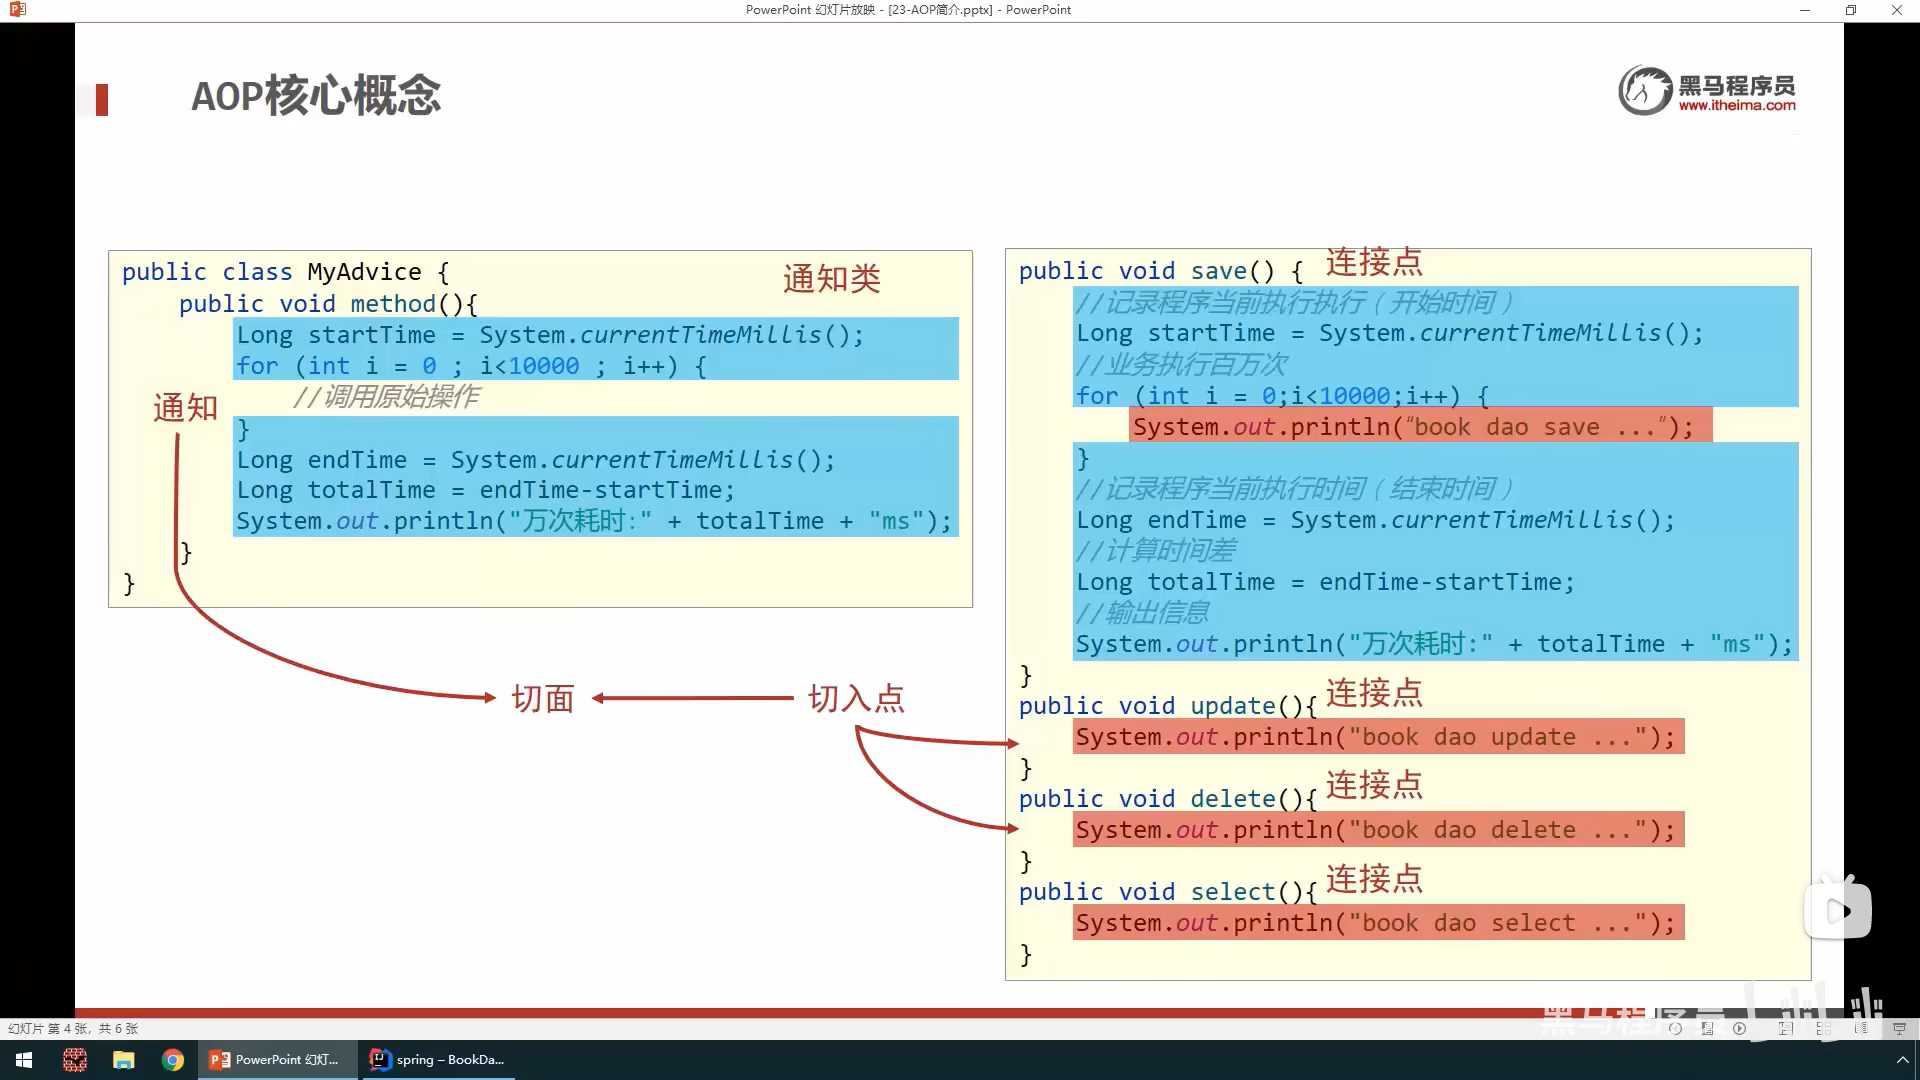 PowerPoint 幻灯片放映 - [23-AOP简介.pptx] - PowerPoint
AOP核心概念
黑马程序员
www.itheima.com
public class MyAdvice {
通知类
public void method(){
Long startTime = System.currentTimeMillis();
for (int i = 0 ; i<10000 ; i++) {
//调用原始操作
通知
}
Long endTime = System.currentTimeMillis();
Long totalTime = endTime-startTime;
System.out.println("万次耗时:" + totalTime + "ms");
}
}
切面
切入点
public void save() {
连接点
//记录程序当前执行执行（开始时间）
Long startTime = System.currentTimeMillis();
//业务执行百万次
for (int i = 0;i<10000;i++) {
System.out.println(“book dao save ...”);
}
//记录程序当前执行时间（结束时间）
Long endTime = System.currentTimeMillis();
//计算时间差
Long totalTime = endTime-startTime;
//输出信息
System.out.println("万次耗时:" + totalTime + "ms");
}
public void update(){
连接点
System.out.println("book dao update ...");
}
public void delete(){
连接点
System.out.println("book dao delete ...");
}
public void select(){
连接点
System.out.println("book dao select ...");
}
黑马程序员
幻灯片 第 4 张，共 6 张
PowerPoint 幻灯...
spring – BookDa...